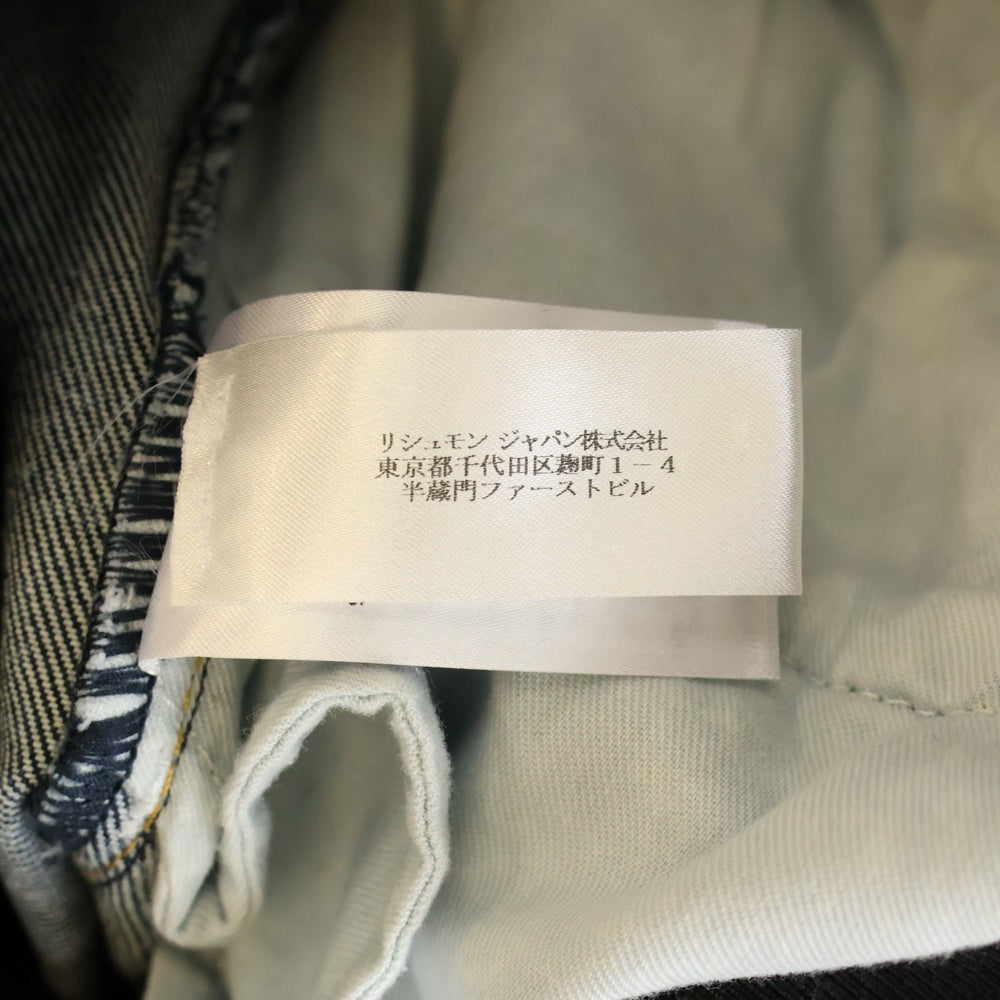 リシュモン ジャパン株式会社
東京都千代田区麹町1-4
半蔵門ファーストビル